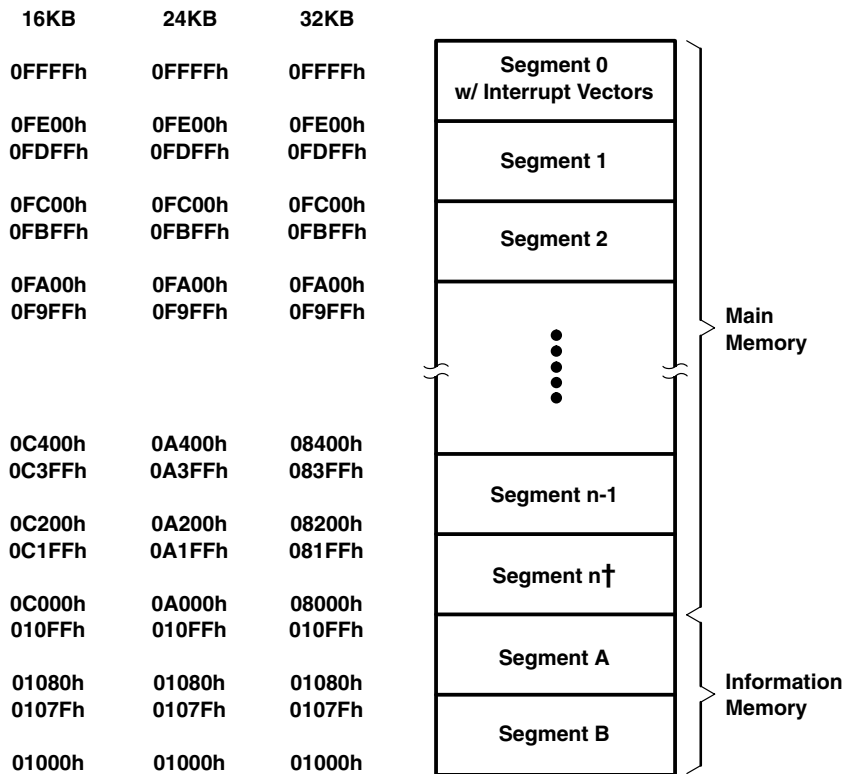 16KB 24KB 32KB
0FFFFh 0FFFFh 0FFFFh
Segment 0
w/ Interrupt Vectors
0FE00h 0FE00h 0FE00h
0FDFFh 0FDFFh 0FDFFh
Segment 1
0FC00h 0FC00h 0FC00h
0FBFFh 0FBFFh 0FBFFh
Segment 2
0FA00h 0FA00h 0FA00h
0F9FFh 0F9FFh 0F9FFh
Main
Memory
0C400h 0A400h 08400h
0C3FFh 0A3FFh 083FFh
Segment n-1
0C200h 0A200h 08200h
0C1FFh 0A1FFh 081FFh
Segment n†
0C000h 0A000h 08000h
010FFh 010FFh 010FFh
Segment A
01080h 01080h 01080h
0107Fh 0107Fh 0107Fh
Information
Memory
Segment B
01000h 01000h 01000h